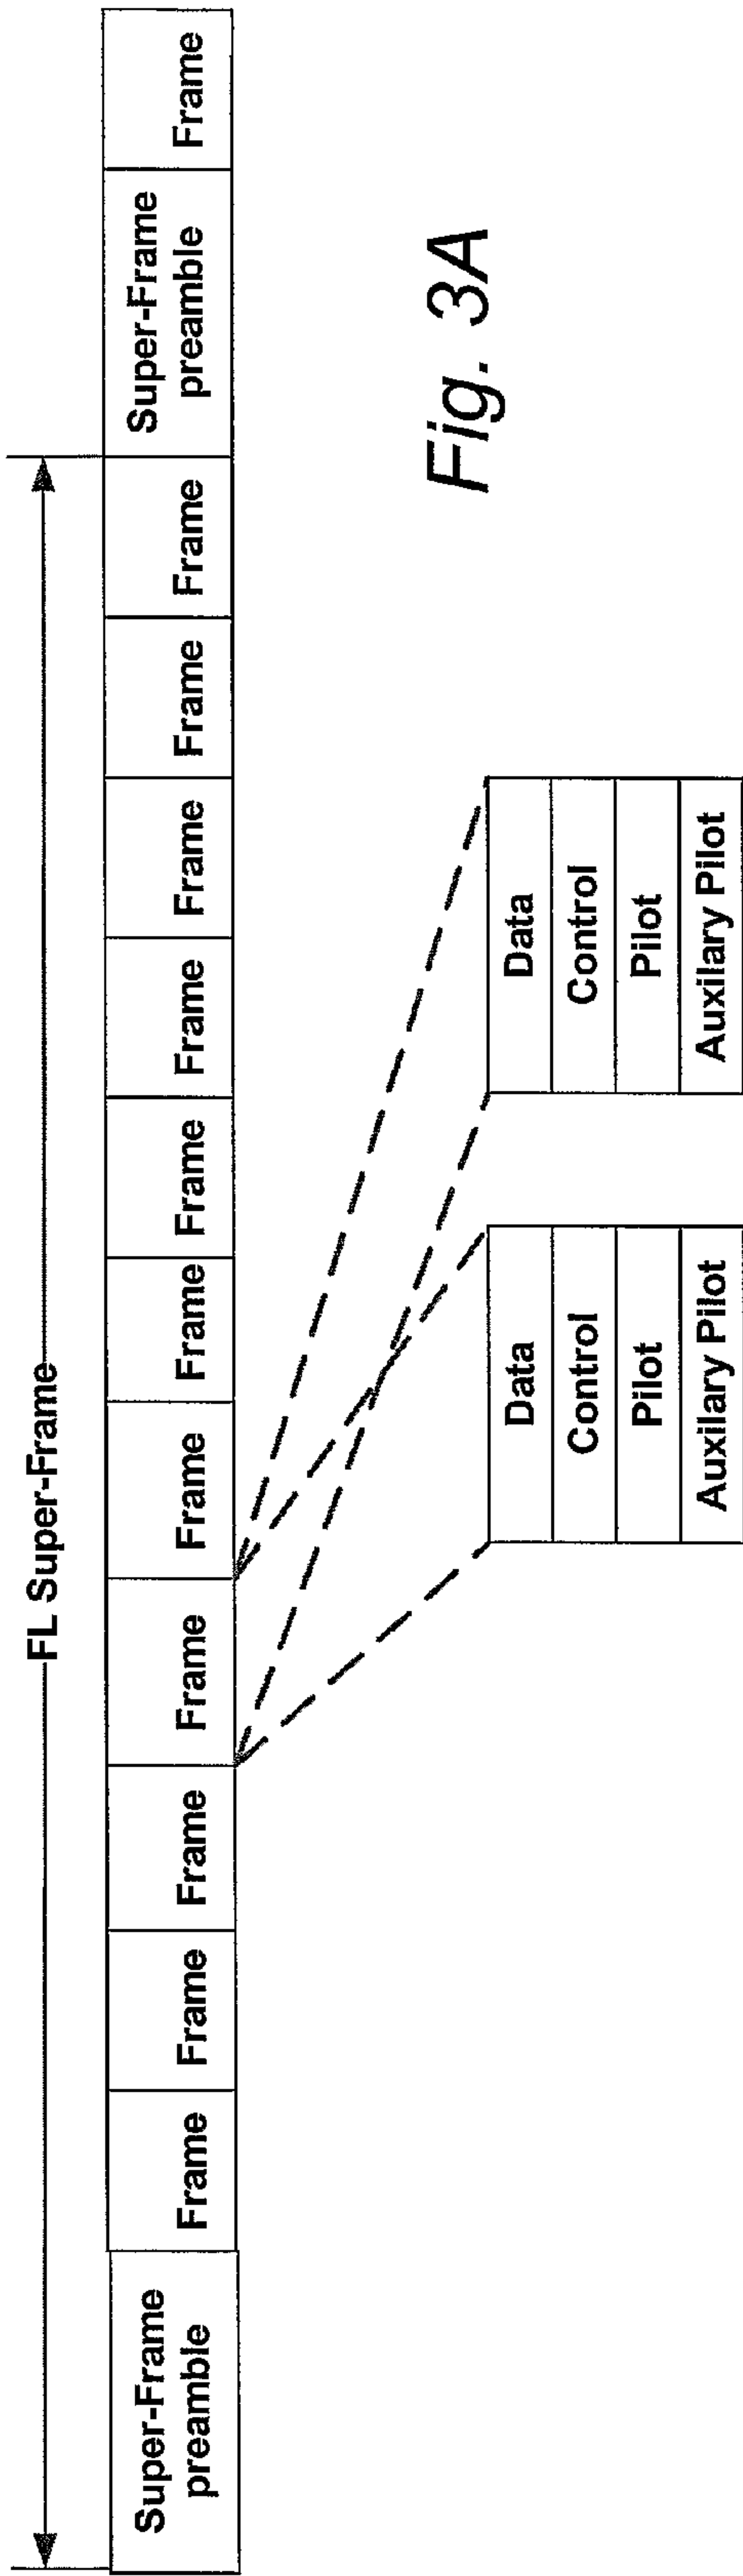 FL Super-Frame
Super-Frame
preamble
Frame
Frame
Frame
Frame
Frame
Frame
Frame
Frame
Frame
Frame
Frame
Super-Frame
preamble
Frame
Data
Control
Pilot
Auxilary Pilot
Data
Control
Pilot
Auxilary Pilot
Fig. 3A